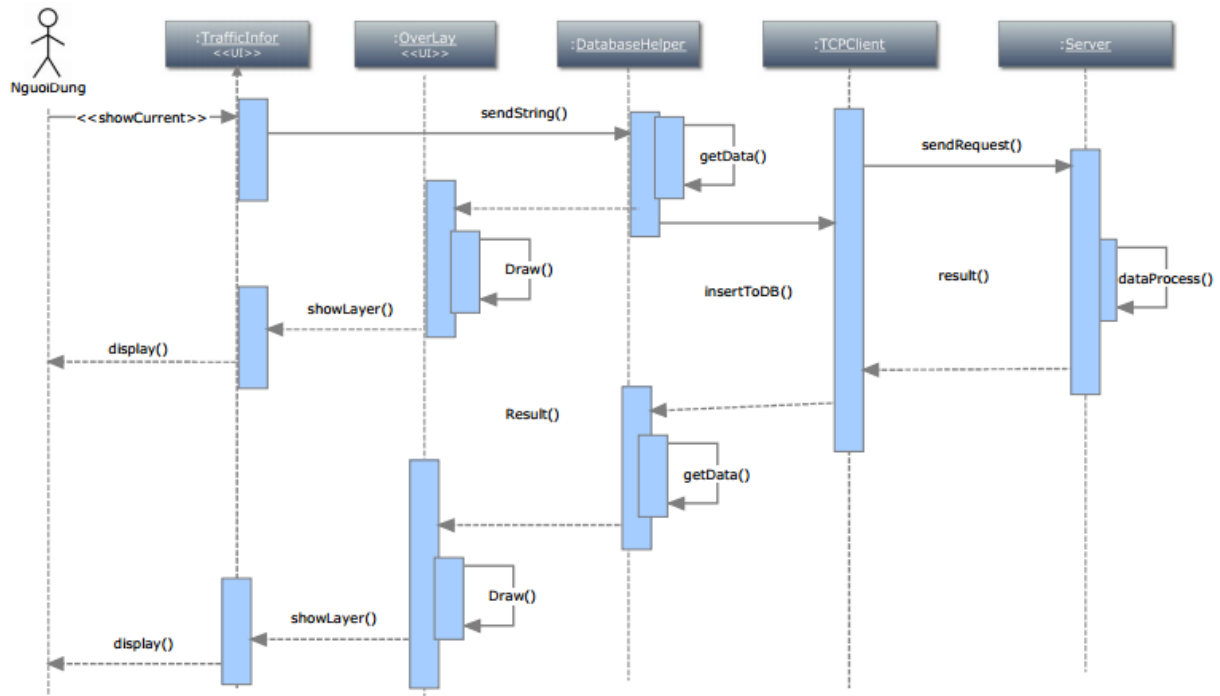 :TrafficInfor
<<UI>>
:OverLay
<<UI>>
:DatabaseHelper
:TCPClient
:Server
NguoiDung
<<showCurrent>>
sendString()
getData()
sendRequest()
Draw()
insertToDB()
result()
dataProcess()
showLayer()
display()
Result()
getData()
Draw()
showLayer()
display()